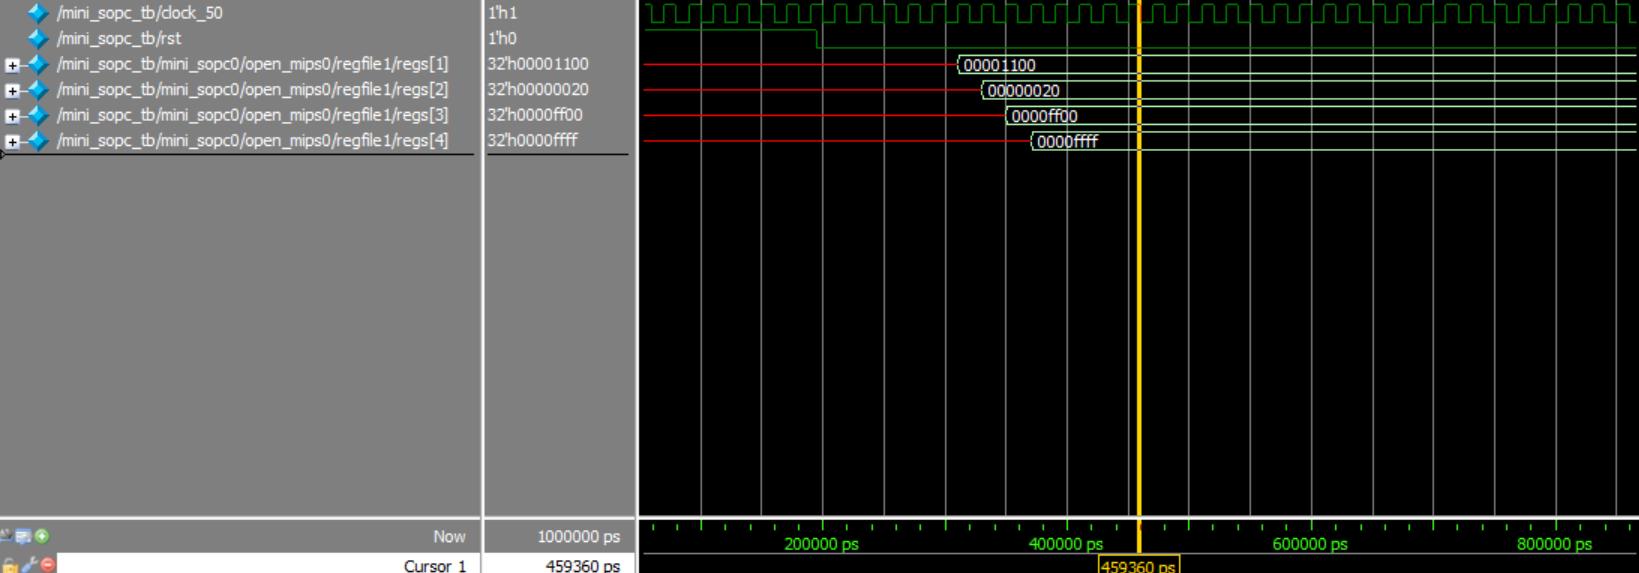 /mini_sopc_tb/clock_50 1'h1
/mini_sopc_tb/rst 1'h0
/mini_sopc_tb/mini_sopc0/open_mips0/regfile1/regs[1] 32'h00001100 00001100
/mini_sopc_tb/mini_sopc0/open_mips0/regfile1/regs[2] 32'h00000020 00000020
/mini_sopc_tb/mini_sopc0/open_mips0/regfile1/regs[3] 32'h0000ff00 0000ff00
/mini_sopc_tb/mini_sopc0/open_mips0/regfile1/regs[4] 32'h0000ffff 0000ffff
Now 1000000 ps 200000 ps 400000 ps 600000 ps 800000 ps
Cursor 1 459360 ps 459360 ps